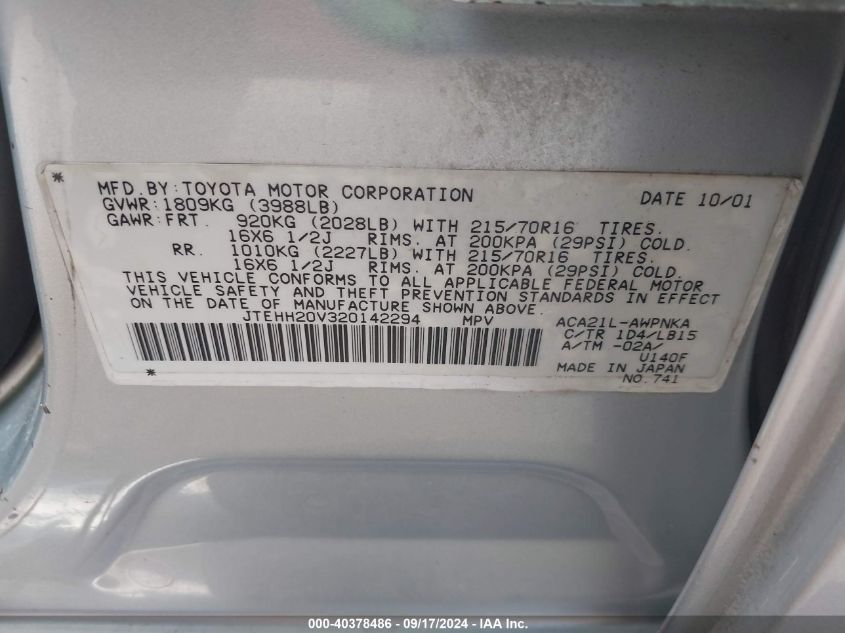 MFD.BY:TOYOTA MOTOR CORPORATION DATE 10/01
GVWR:1809KG (3988LB)
GAWR:FRT. 920KG (2028LB) WITH 215/70R16 TIRES.
16X6 1/2J RIMS. AT 200KPA (29PSI) COLD.
RR. 1010KG (2227LB) WITH 215/70R16 TIRES.
16X6 1/2J RIMS. AT 200KPA (29PSI) COLD.
THIS VEHICLE CONFORMS TO ALL APPLICABLE FEDERAL MOTOR
VEHICLE SAFETY AND THEFT PREVENTION STANDARDS IN EFFECT
ON THE DATE OF MANUFACTURE SHOWN ABOVE.
JTEHH20V320142294 MPV ACA21L-AWPNKA
C/TR 1D4/LB15
A/TM -02A/
U140F
MADE IN JAPAN
NO.741
000-40378486 - 09/17/2024 - IAA Inc.